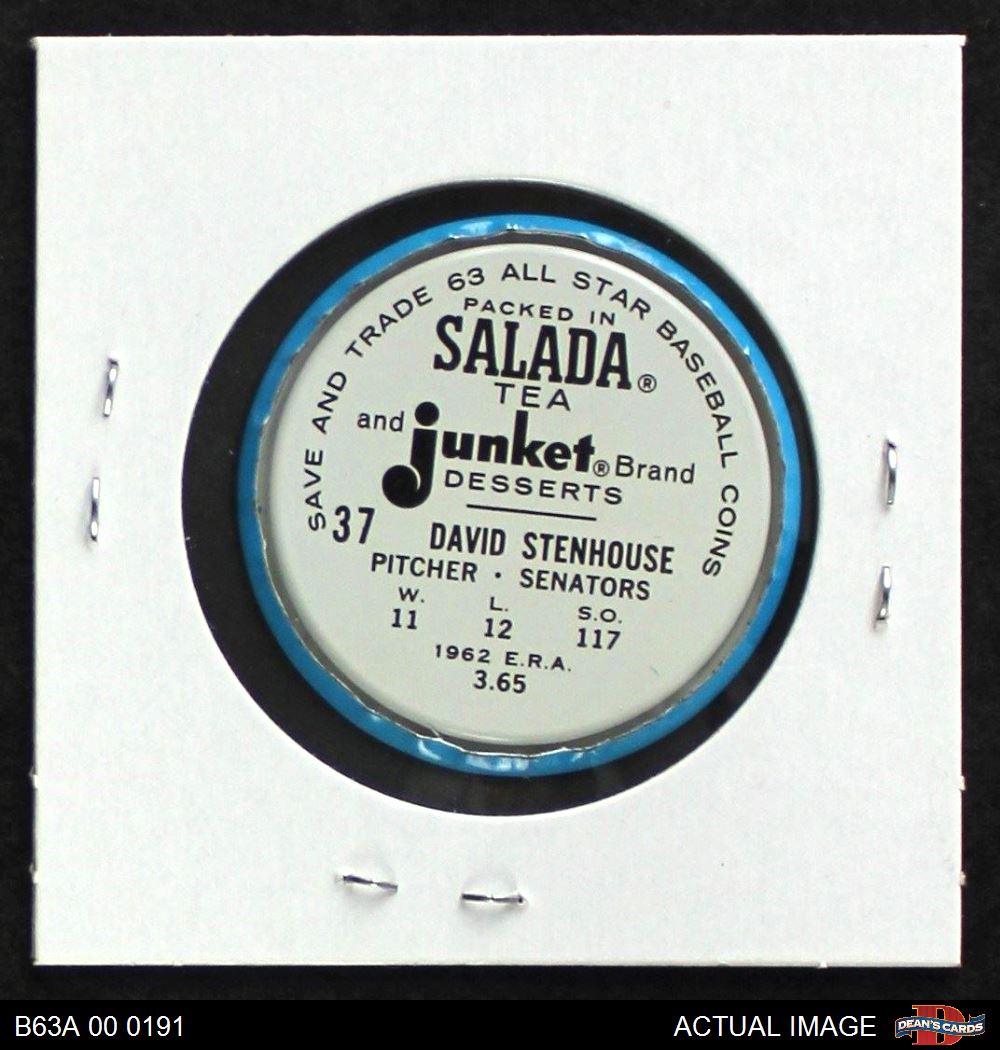 SAVE AND TRADE 63 ALL STAR BASEBALL COINS
PACKED IN
SALADA®
TEA
and junket® Brand
DESSERTS
37 DAVID STENHOUSE
PITCHER · SENATORS
W. L. S.O.
11 12 117
1962 E.R.A.
3.65
B63A 00 0191 ACTUAL IMAGE D DEAN'S CARDS